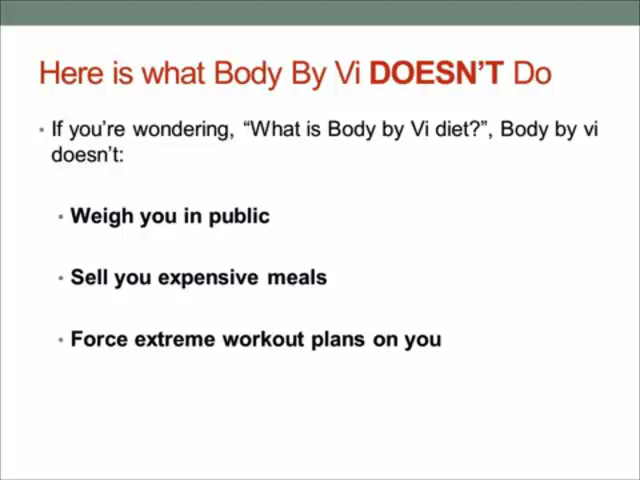 Here is what Body By Vi DOESN'T Do
• If you're wondering, “What is Body by Vi diet?”, Body by vi
doesn't:
• Weigh you in public
• Sell you expensive meals
• Force extreme workout plans on you